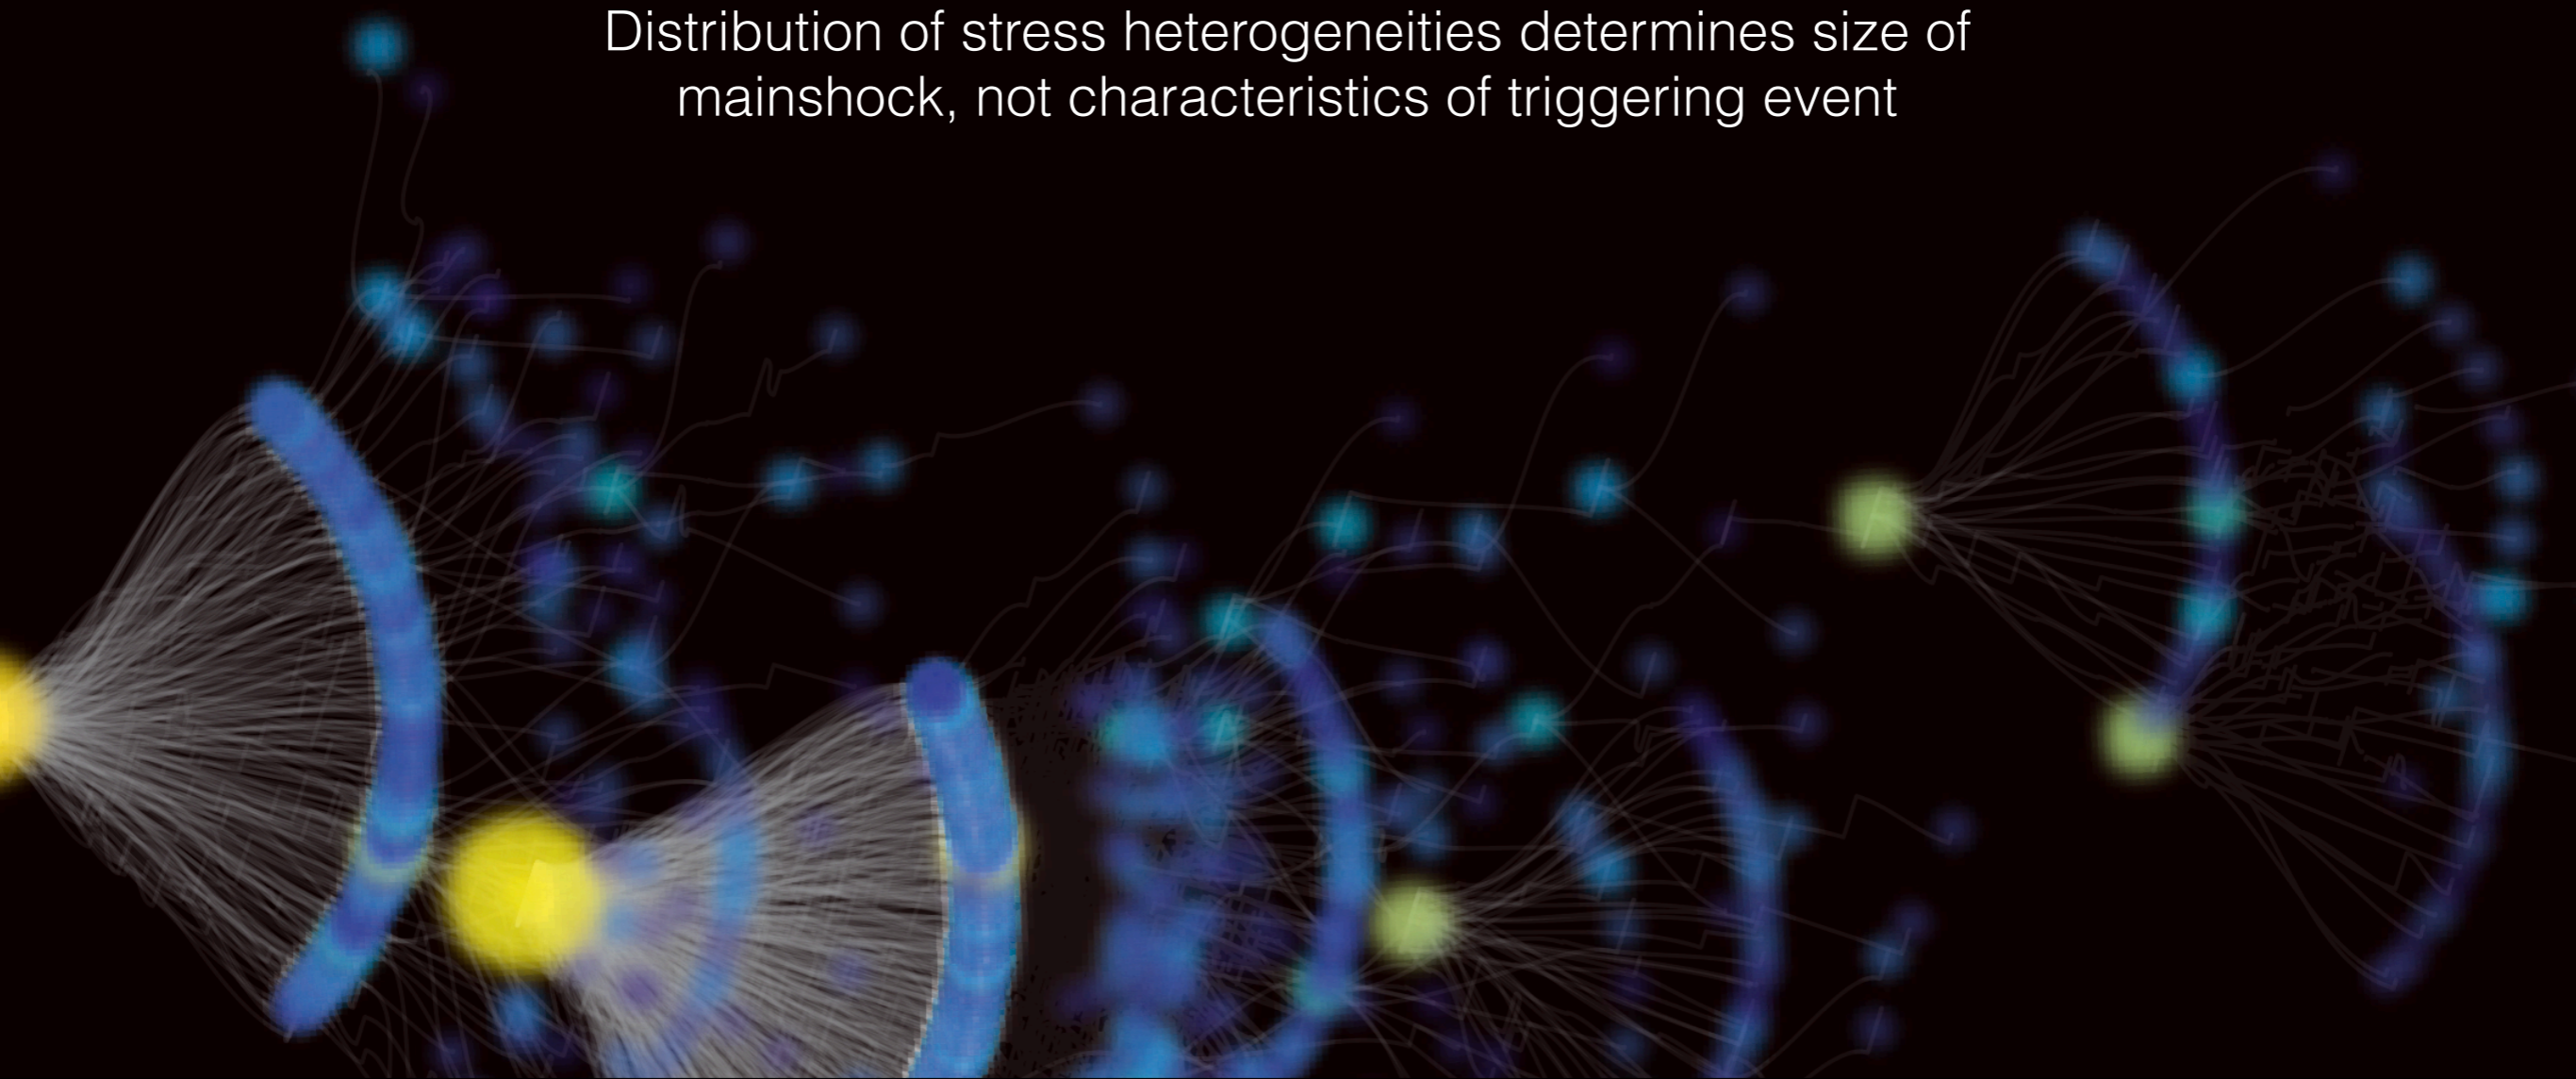 Distribution of stress heterogeneities determines size of
mainshock, not characteristics of triggering event